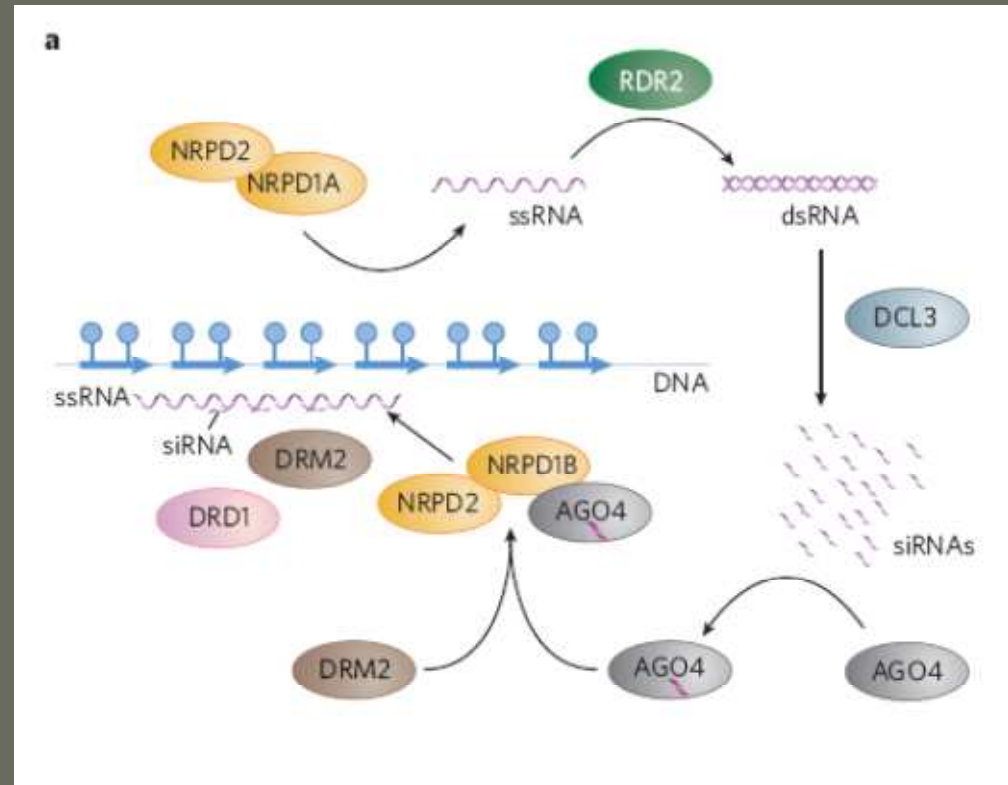 a
RDR2
NRPD2
NRPD1A
ssRNA
dsRNA
DCL3
DNA
ssRNA
siRNA
DRM2
NRPD1B
NRPD2
AGO4
DRD1
siRNAs
DRM2
AGO4
AGO4